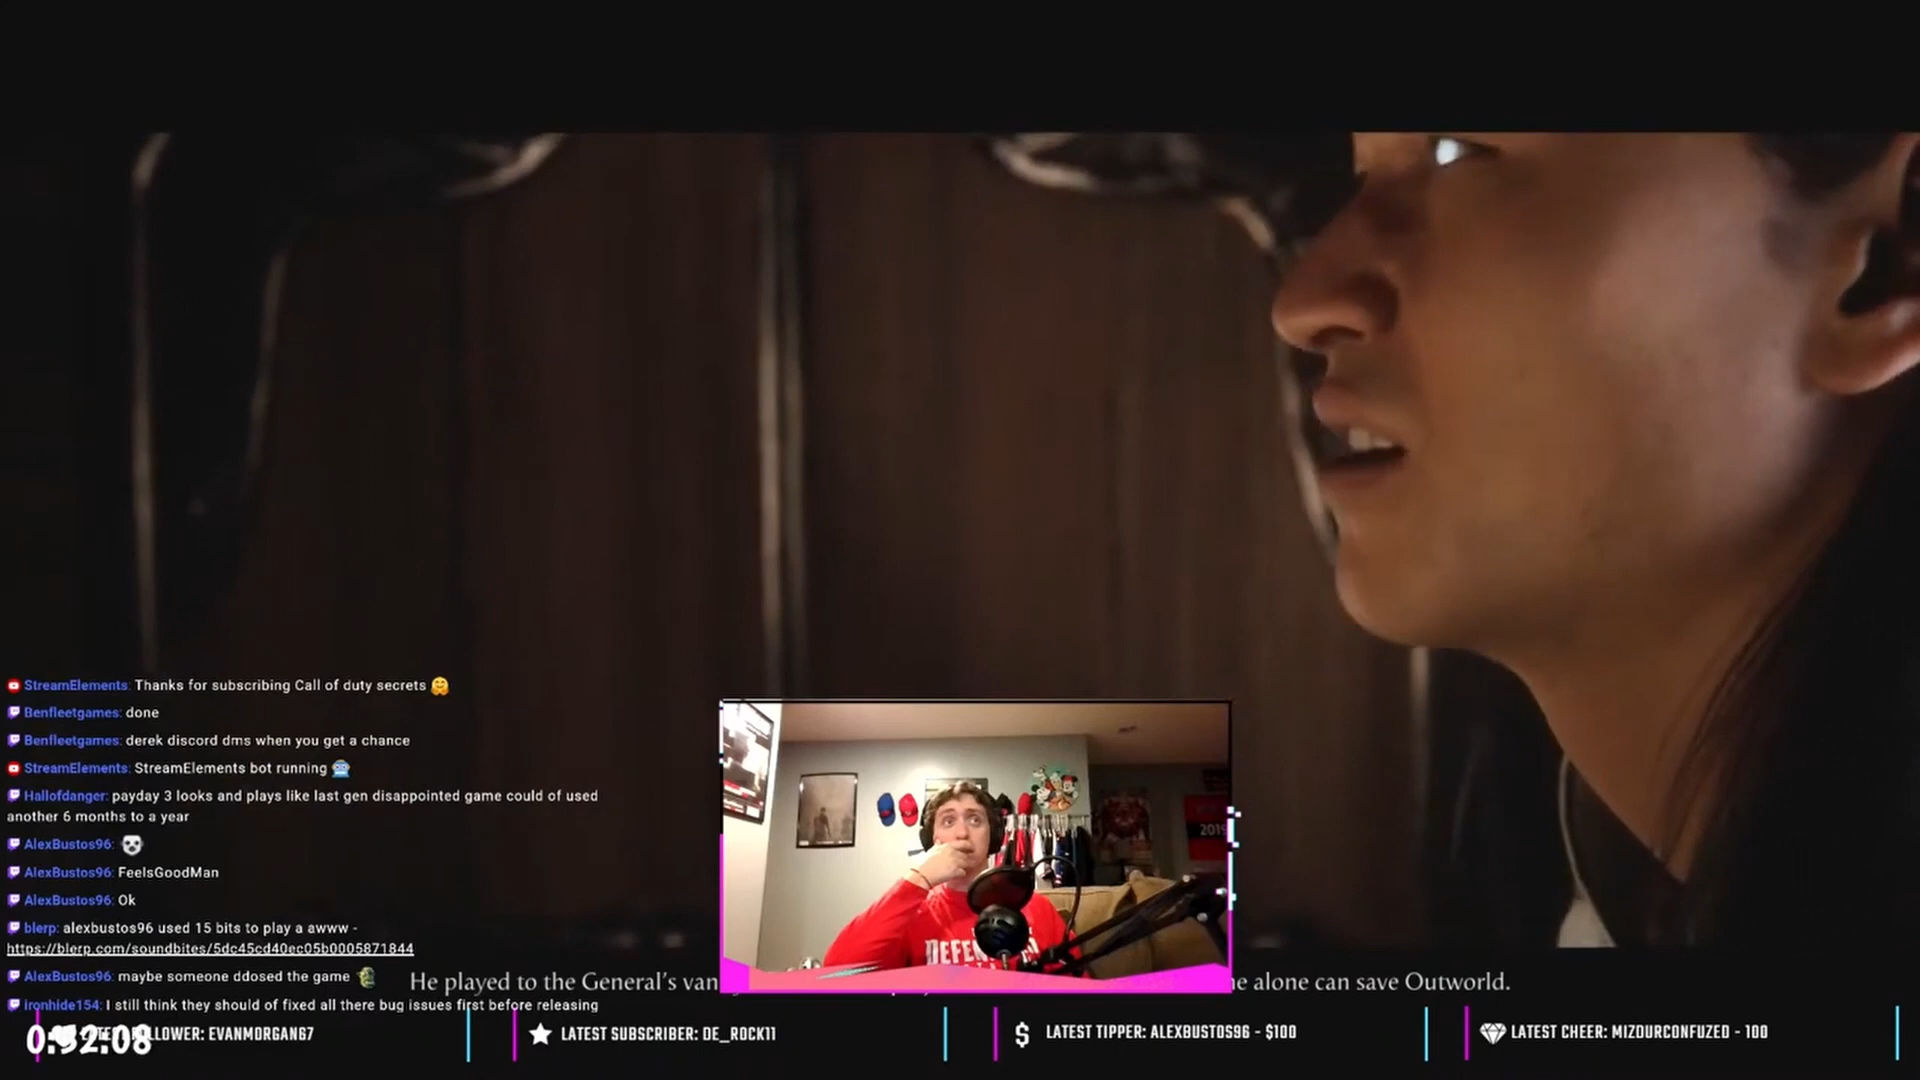 StreamElements: Thanks for subscribing Call of duty secrets
Benfleetgames: done
Benfleetgames: derek discord dms when you get a chance
StreamElements: StreamElements bot running
Hallofdanger: payday 3 looks and plays like last gen disappointed game could of used
another 6 months to a year
AlexBustos96:
AlexBustos96: FeelsGoodMan
AlexBustos96: Ok
blerp: alexbustos96 used 15 bits to play a awww -
https://blerp.com/soundbites/5dc45cd40ec05b0005871844
AlexBustos96: maybe someone ddosed the game
ironhide154: I still think they should of fixed all there bug issues first before releasing
2019
He played to the General's van
alone can save Outworld.
EVANMORGAN67
LATEST SUBSCRIBER: DE_ROCK11
$ LATEST TIPPER: ALEXBUSTOS96 - $100
LATEST CHEER: MIZDURCONFUZED - 100